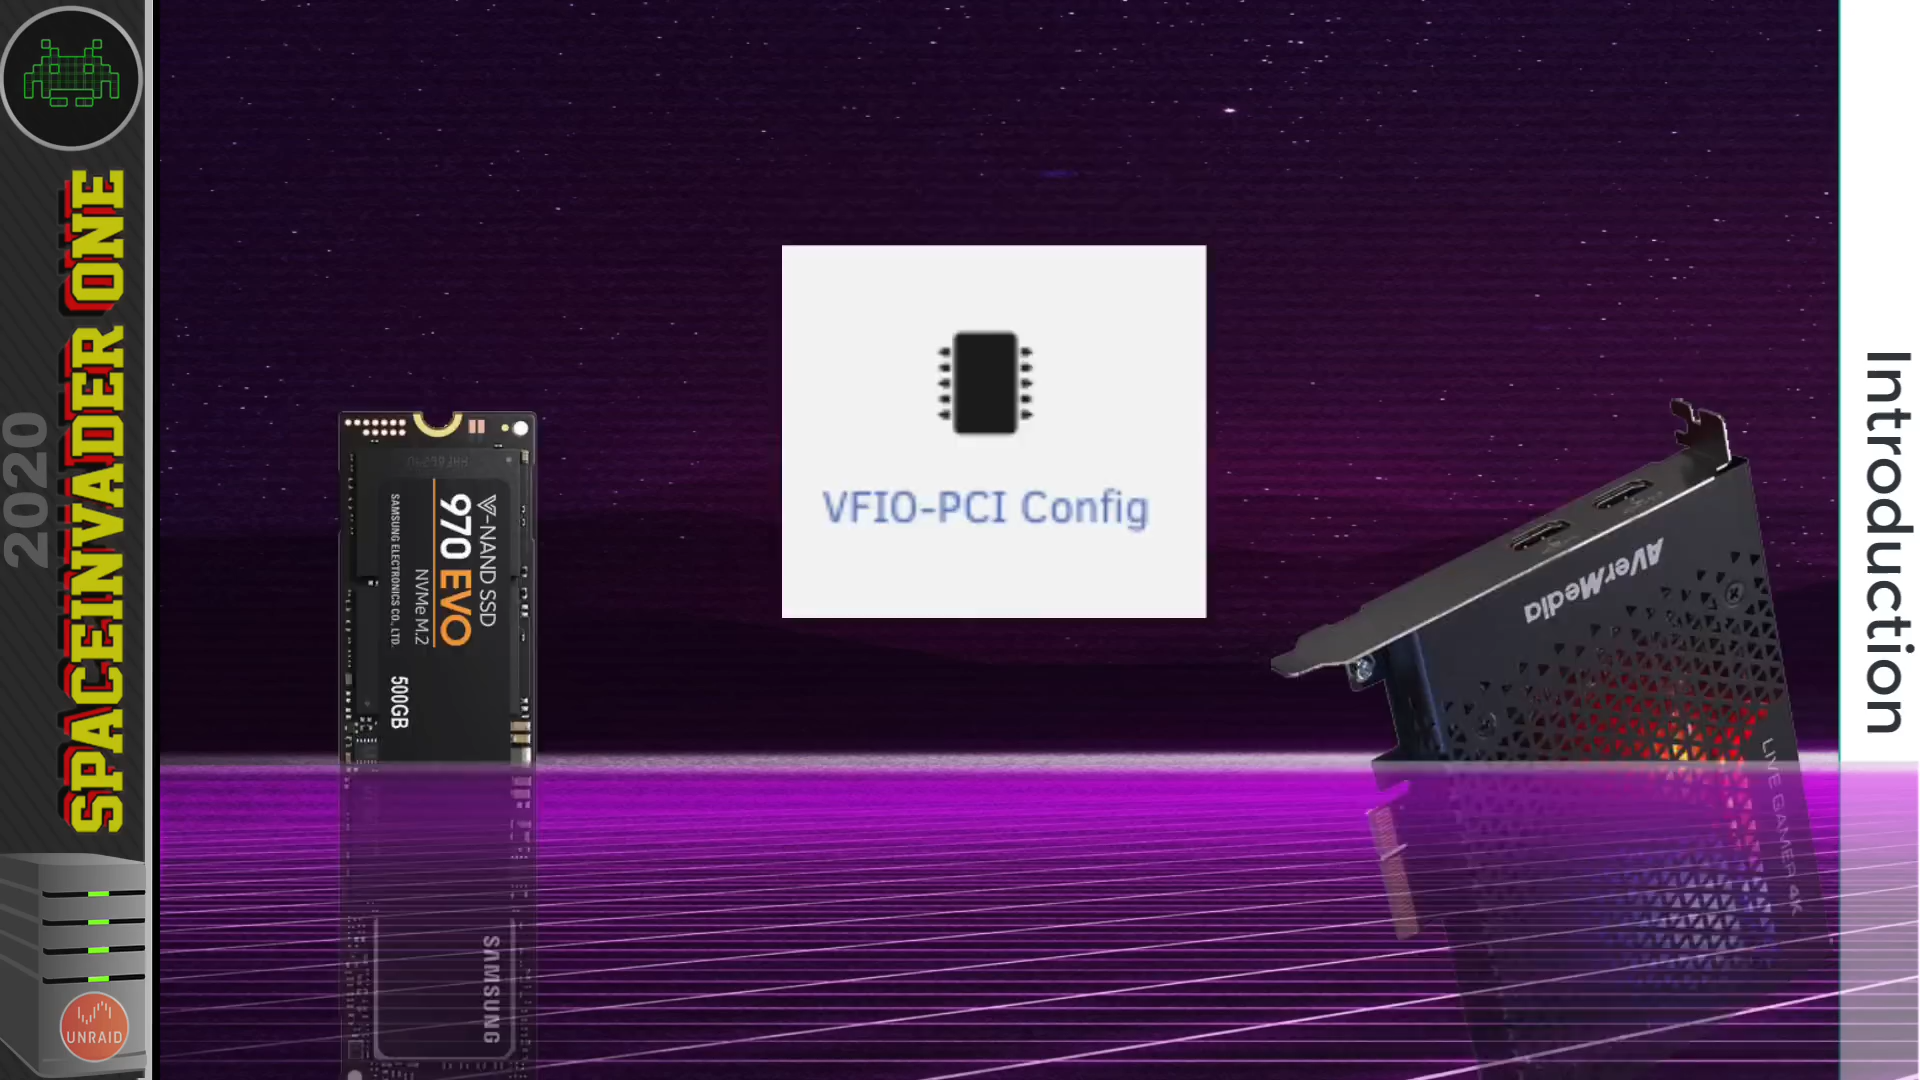 2020
SPACEINVADER ONE
UNRAID
VFIO-PCI Config
V-NAND SSD
970 EVO
NVMe M.2
SAMSUNG ELECTRONICS CO., LTD.
500GB
SAMSUNG
AVerMedia
LIVE GAMER 4K
Introduction